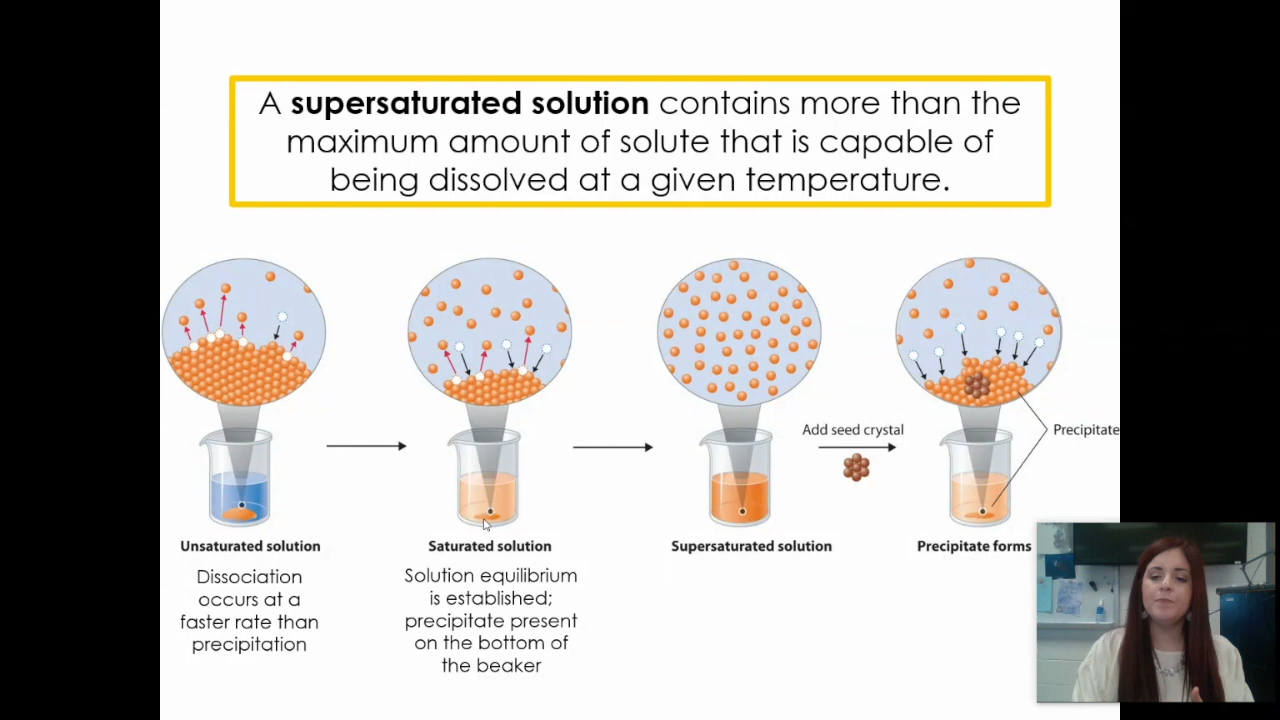 A supersaturated solution contains more than the
maximum amount of solute that is capable of
being dissolved at a given temperature.
Add seed crystal
Precipitate
Unsaturated solution
Saturated solution
Supersaturated solution
Precipitate forms
Dissociation
occurs at a
faster rate than
precipitation
Solution equilibrium
is established;
precipitate present
on the bottom of
the beaker